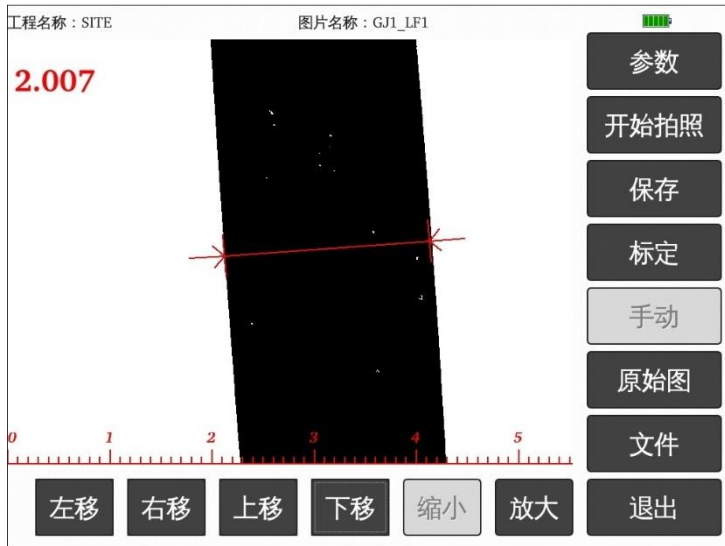 工程名称：SITE
图片名称：GJ1_LF1
2.007
参数
开始拍照
保存
标定
手动
原始图
文件
0 1 2 3 4 5
左移 右移 上移 下移 缩小 放大 退出